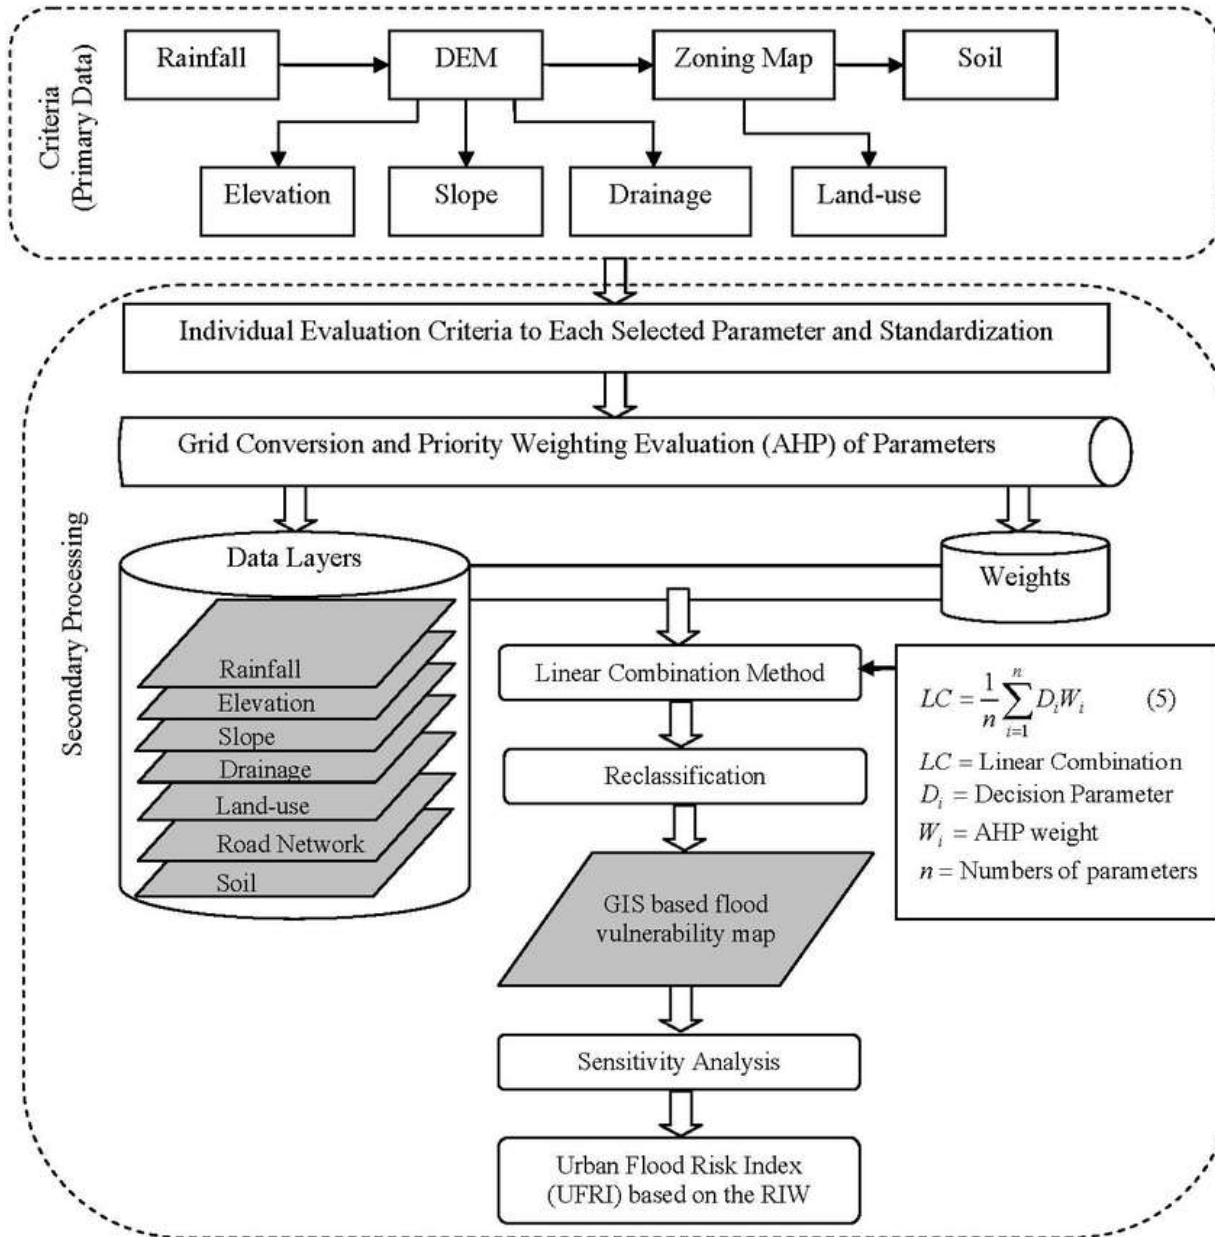 Criteria
(Primary Data)
Rainfall
DEM
Zoning Map
Soil
Elevation
Slope
Drainage
Land-use
Secondary Processing
Individual Evaluation Criteria to Each Selected Parameter and Standardization
Grid Conversion and Priority Weighting Evaluation (AHP) of Parameters
Data Layers
Weights
Rainfall
Elevation
Slope
Drainage
Land-use
Road Network
Soil
Linear Combination Method
Reclassification
GIS based flood
vulnerability map
Sensitivity Analysis
Urban Flood Risk Index
(UFRI) based on the RIW
$LC = \frac{1}{n} \sum_{i=1}^{n} D_i W_i$ (5)
LC = Linear Combination
$D_i$ = Decision Parameter
$W_i$ = AHP weight
n = Numbers of parameters